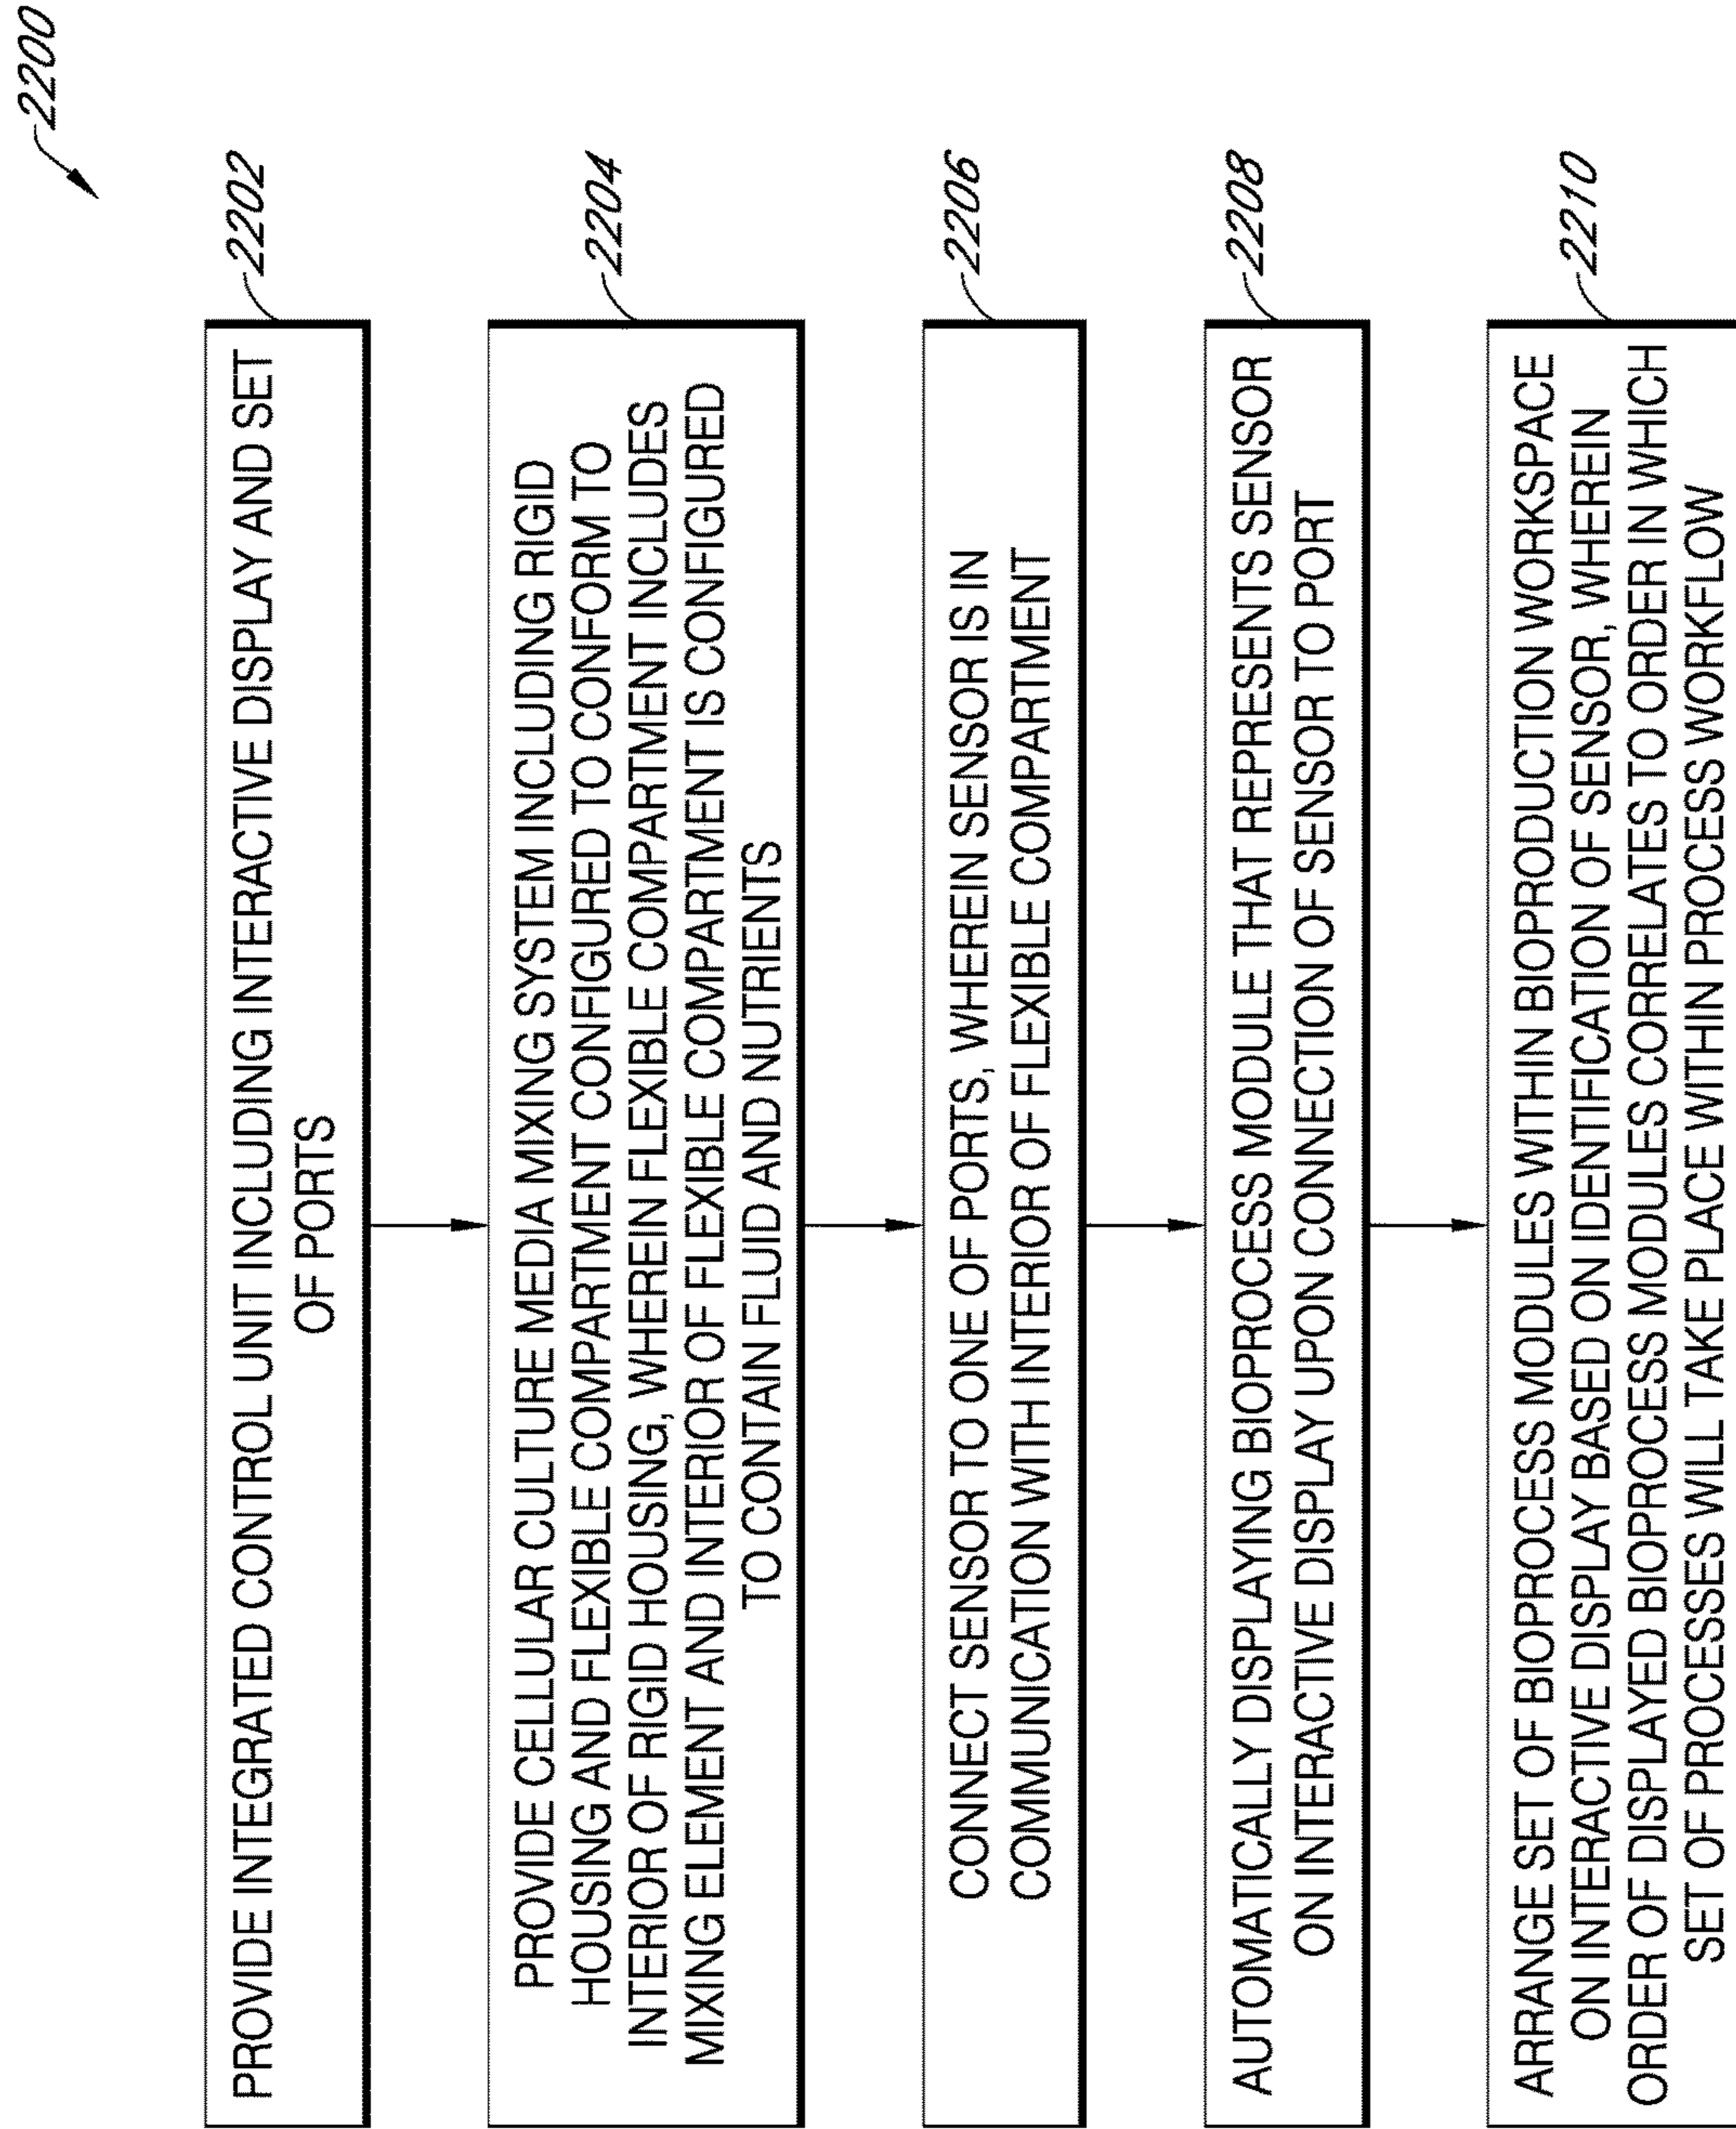 2200
PROVIDE INTEGRATED CONTROL UNIT INCLUDING INTERACTIVE DISPLAY AND SET
OF PORTS
2202
PROVIDE CELLULAR CULTURE MEDIA MIXING SYSTEM INCLUDING RIGID
HOUSING AND FLEXIBLE COMPARTMENT CONFIGURED TO CONFORM TO
INTERIOR OF RIGID HOUSING, WHEREIN FLEXIBLE COMPARTMENT INCLUDES
MIXING ELEMENT AND INTERIOR OF FLEXIBLE COMPARTMENT IS CONFIGURED
TO CONTAIN FLUID AND NUTRIENTS
2204
CONNECT SENSOR TO ONE OF PORTS, WHEREIN SENSOR IS IN
COMMUNICATION WITH INTERIOR OF FLEXIBLE COMPARTMENT
2206
AUTOMATICALLY DISPLAYING BIOPROCESS MODULE THAT REPRESENTS SENSOR
ON INTERACTIVE DISPLAY UPON CONNECTION OF SENSOR TO PORT
2208
ARRANGE SET OF BIOPROCESS MODULES WITHIN BIOPRODUCTION WORKSPACE
ON INTERACTIVE DISPLAY BASED ON IDENTIFICATION OF SENSOR, WHEREIN
ORDER OF DISPLAYED BIOPROCESS MODULES CORRELATES TO ORDER IN WHICH
SET OF PROCESSES WILL TAKE PLACE WITHIN PROCESS WORKFLOW
2210